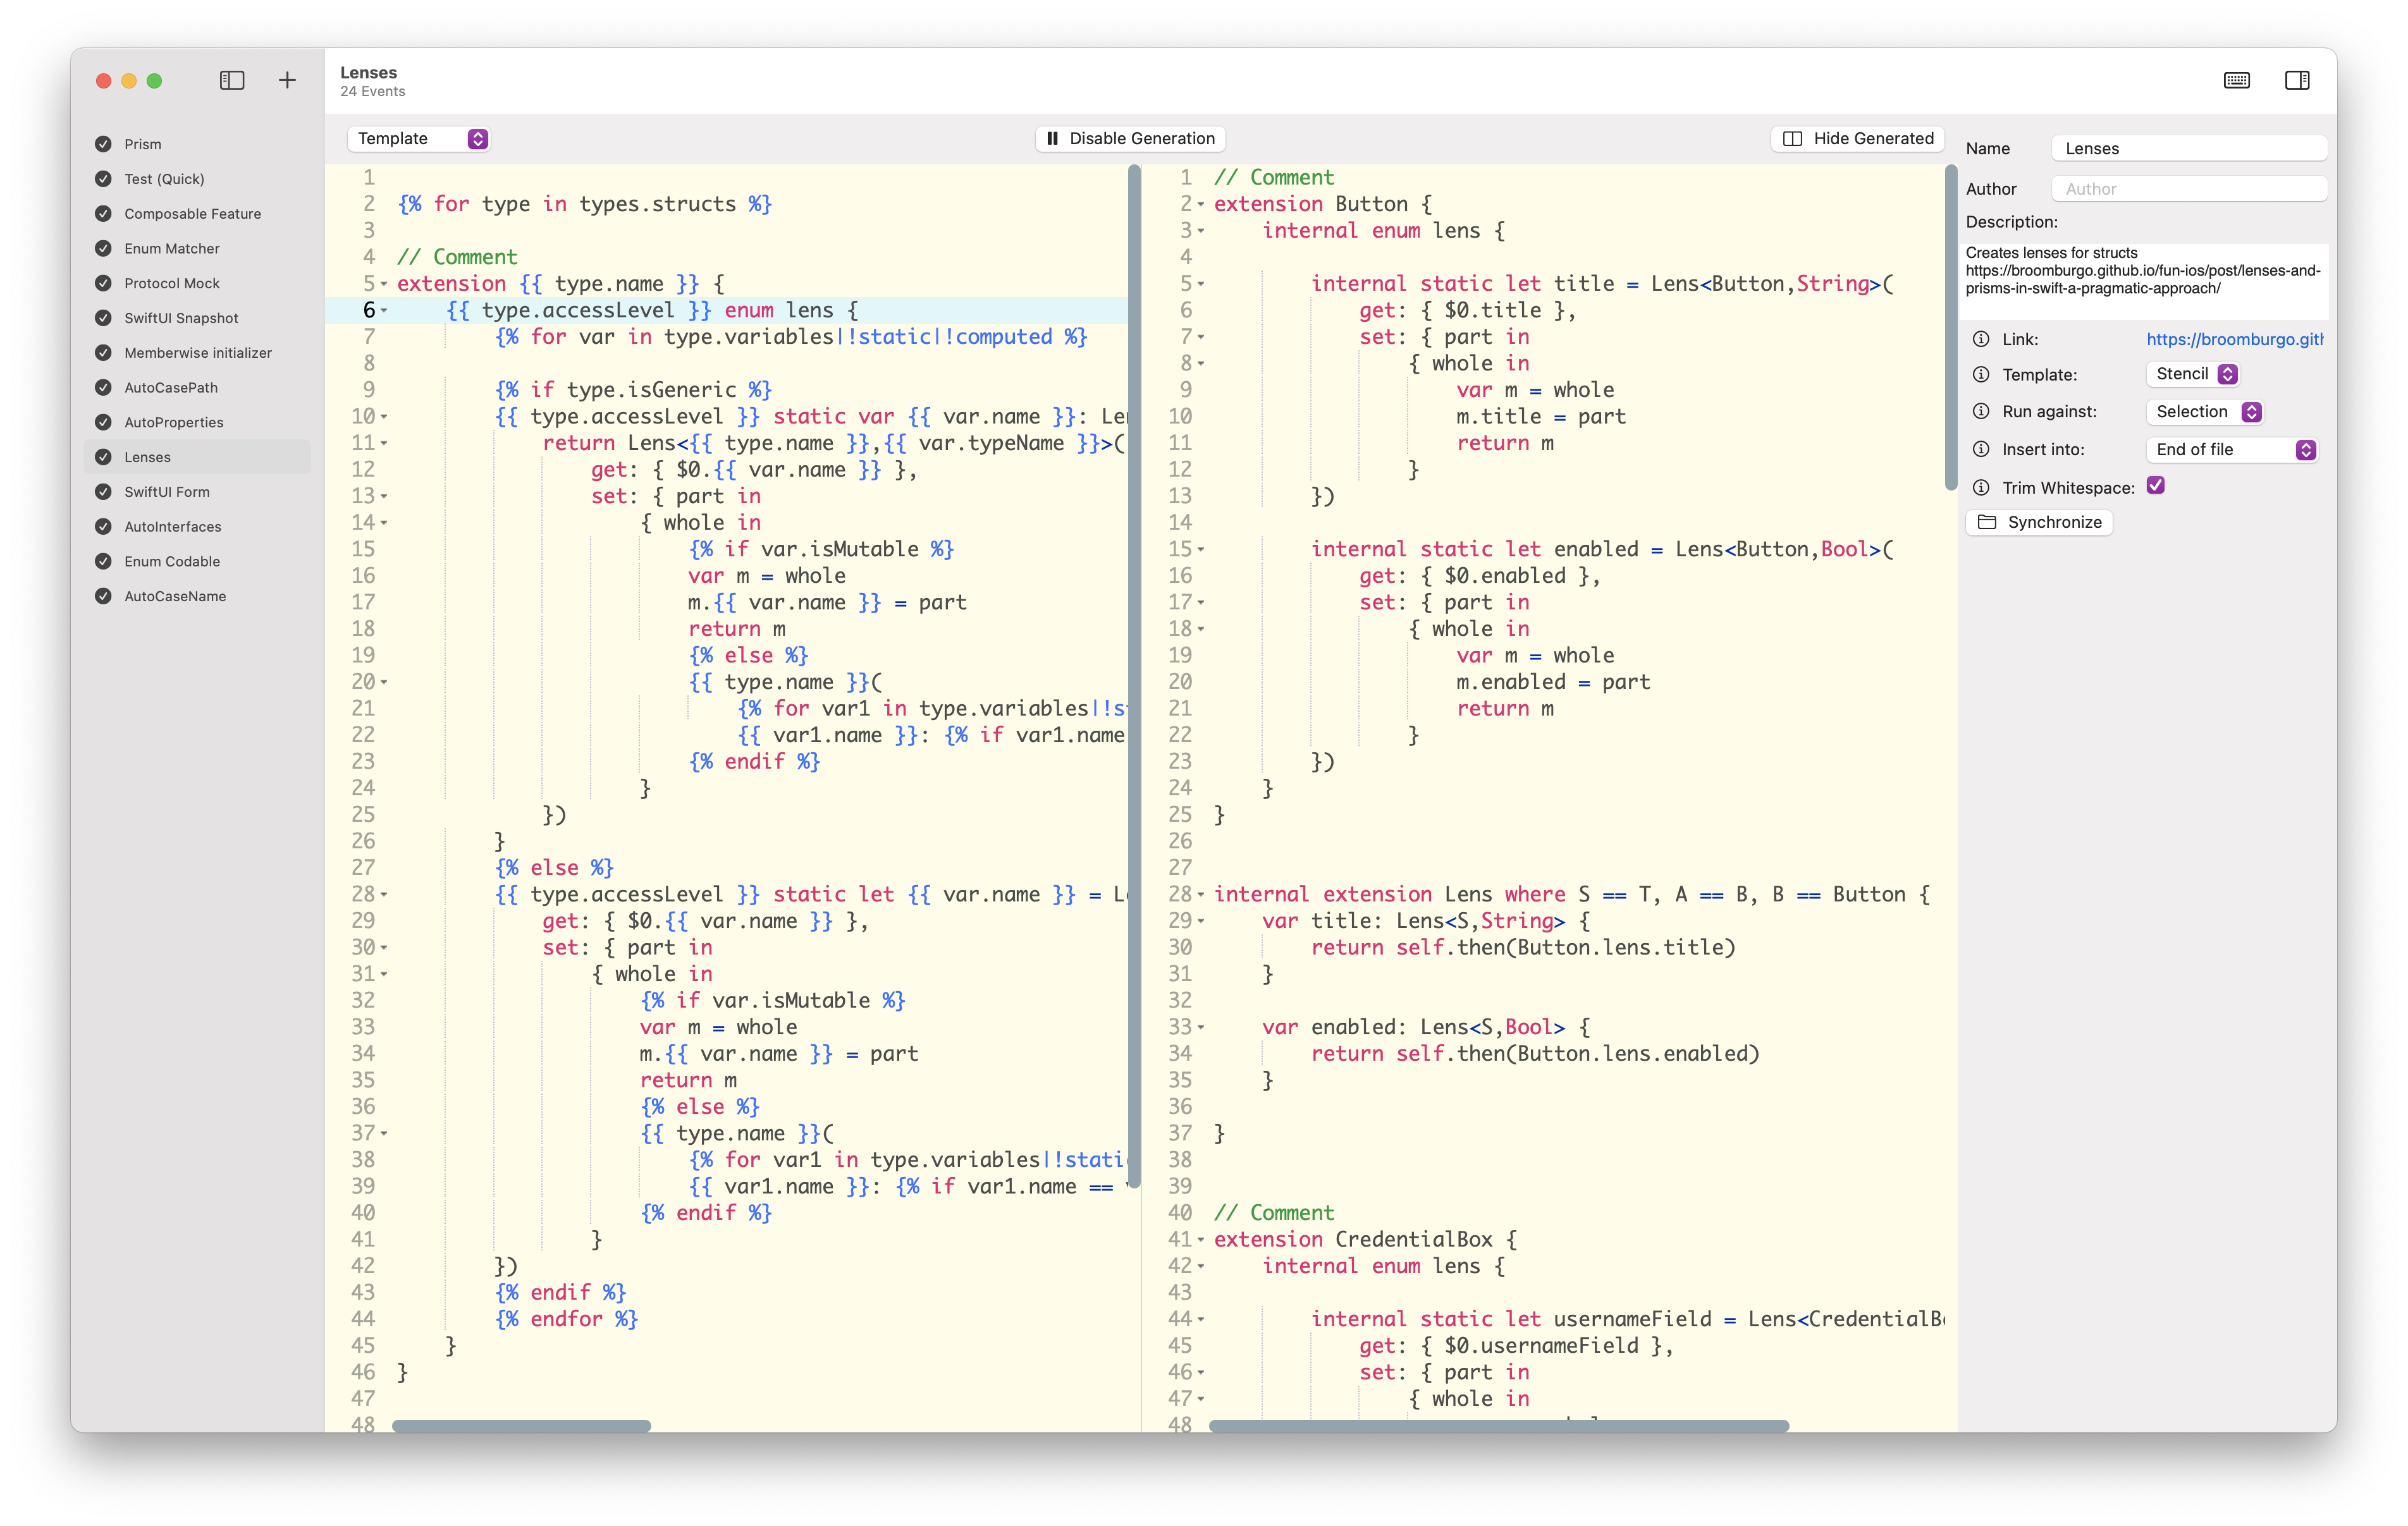 Lenses
24 Events
Prism
Test (Quick)
Composable Feature
Enum Matcher
Protocol Mock
SwiftUI Snapshot
Memberwise initializer
AutoCasePath
AutoProperties
Lenses
SwiftUI Form
AutoInterfaces
Enum Codable
AutoCaseName
Template
Disable Generation
Hide Generated
1
2 {% for type in types.structs %}
3
4 // Comment
5 extension {{ type.name }} {
6 {{ type.accessLevel }} enum lens {
7 {% for var in type.variables|!static|!computed %}
8
9 {% if type.isGeneric %}
10 {{ type.accessLevel }} static var {{ var.name }}: Le
11 return Lens<{{ type.name }},{{ var.typeName }}>(
12 get: { $0.{{ var.name }} },
13 set: { part in
14 { whole in
15 {% if var.isMutable %}
16 var m = whole
17 m.{{ var.name }} = part
18 return m
19 {% else %}
20 {{ type.name }}(
21 {% for var1 in type.variables|!s
22 {{ var1.name }}: {% if var1.name
23 {% endif %}
24 }
25 })
26 }
27 {% else %}
28 {{ type.accessLevel }} static let {{ var.name }} = L
29 get: { $0.{{ var.name }} },
30 set: { part in
31 { whole in
32 {% if var.isMutable %}
33 var m = whole
34 m.{{ var.name }} = part
35 return m
36 {% else %}
37 {{ type.name }}(
38 {% for var1 in type.variables|!stati
39 {{ var1.name }}: {% if var1.name ==
40 {% endif %}
41 }
42 })
43 {% endif %}
44 {% endfor %}
45 }
46 }
47
48
1 // Comment
2 extension Button {
3 internal enum lens {
4
5 internal static let title = Lens<Button,String>(
6 get: { $0.title },
7 set: { part in
8 { whole in
9 var m = whole
10 m.title = part
11 return m
12 }
13 })
14
15 internal static let enabled = Lens<Button,Bool>(
16 get: { $0.enabled },
17 set: { part in
18 { whole in
19 var m = whole
20 m.enabled = part
21 return m
22 }
23 })
24 }
25 }
26
27
28 internal extension Lens where S == T, A == B, B == Button {
29 var title: Lens<S,String> {
30 return self.then(Button.lens.title)
31 }
32
33 var enabled: Lens<S,Bool> {
34 return self.then(Button.lens.enabled)
35 }
36
37 }
38
39
40 // Comment
41 extension CredentialBox {
42 internal enum lens {
43
44 internal static let usernameField = Lens<CredentialB
45 get: { $0.usernameField },
46 set: { part in
47 { whole in
48
Name Lenses
Author Author
Description:
Creates lenses for structs
https://broomburgo.github.io/fun-ios/post/lenses-and-
prisms-in-swift-a-pragmatic-approach/
Link: https://broomburgo.gith
Template: Stencil
Run against: Selection
Insert into: End of file
Trim Whitespace:
Synchronize